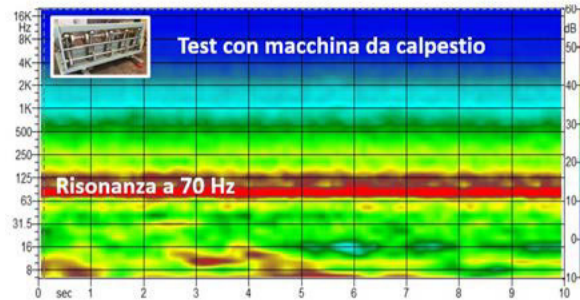 Test con macchina da calpestio
Risonanza a 70 Hz
16K
Hz
8K
4K
2K
1K
500
250
125
63
31.5
16
8
60
dB
50
40
30
20
10
0
-10
0 sec 1 2 3 4 5 6 7 8 9 10